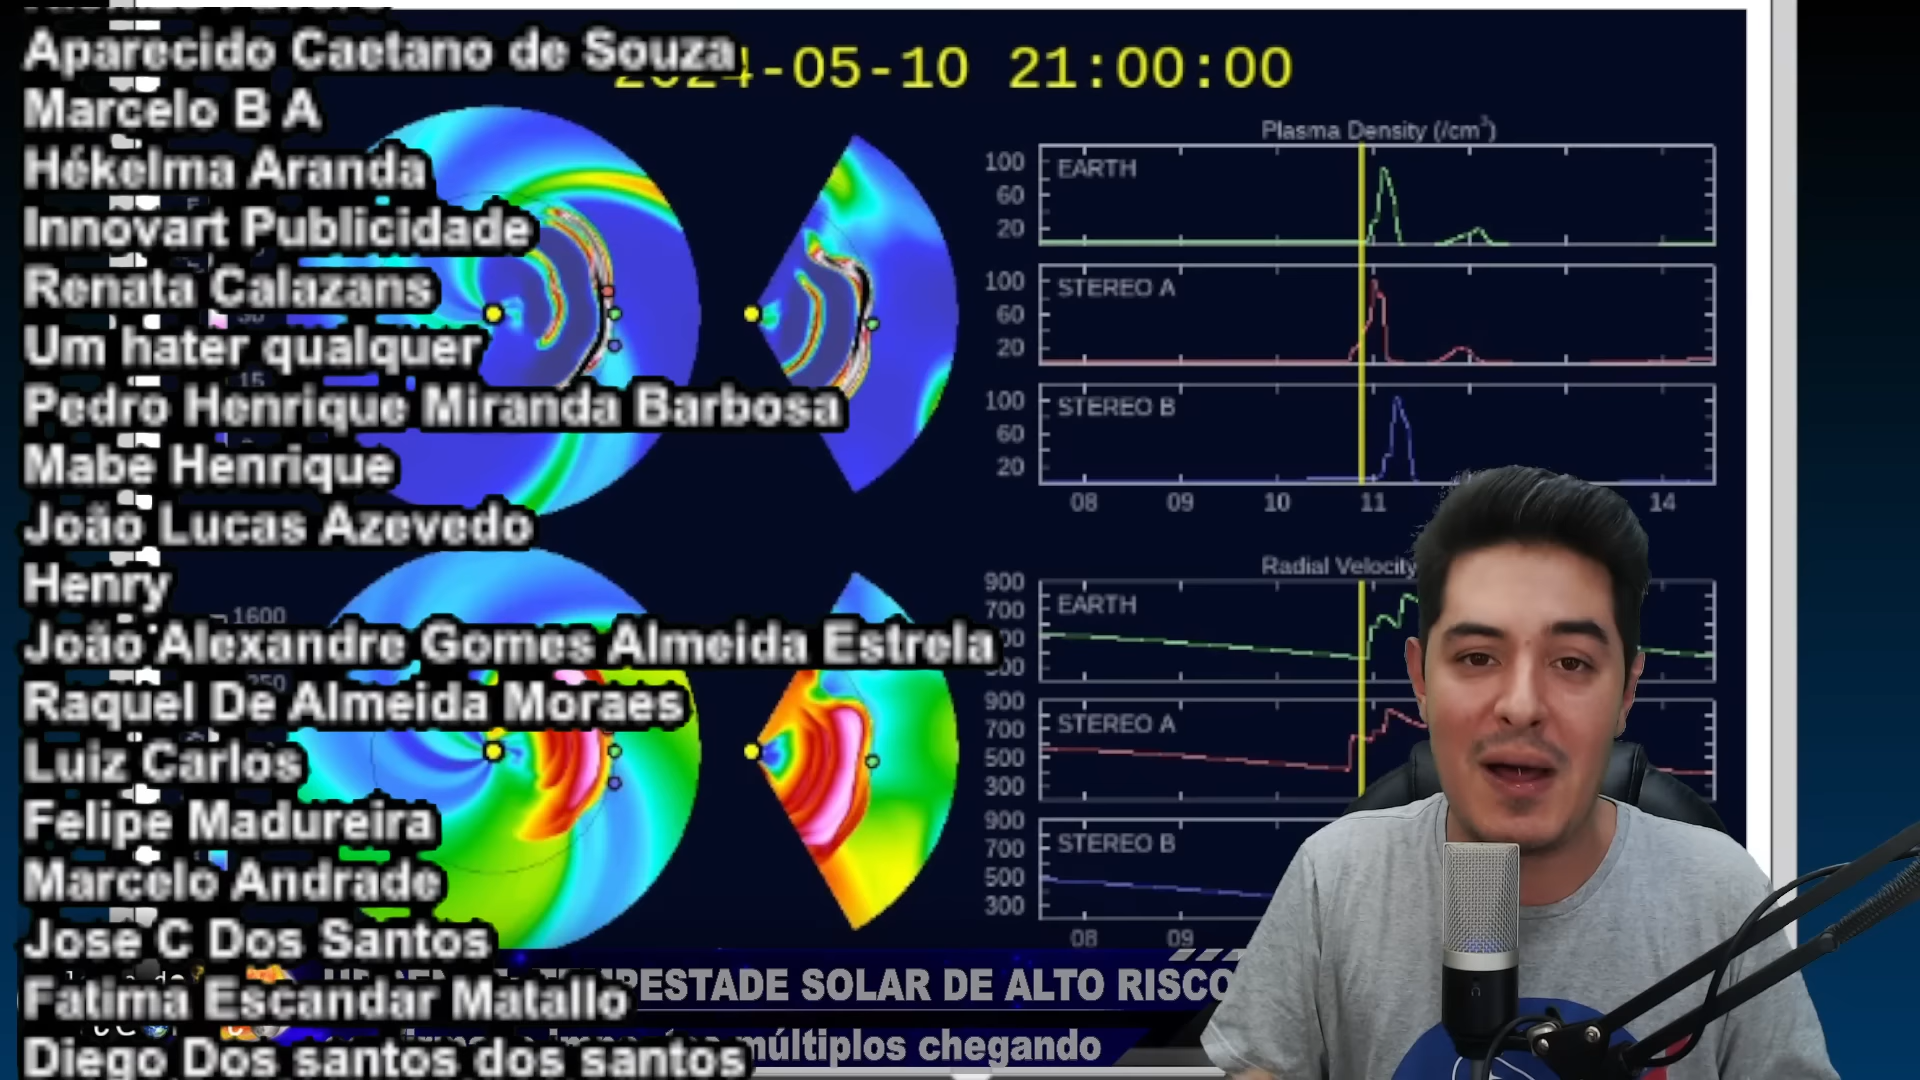 Aparecido Caetano de Souza
2024-05-10 21:00:00
Marcelo B A
Hékelma Aranda
Innovart Publicidade
Renata Calazans
Um hater qualquer
Pedro Henrique Miranda Barbosa
Mabe Henrique
João Lucas Azevedo
Henry
João Alexandre Gomes Almeida Estrela
Raquel De Almeida Moraes
Luiz Carlos
Felipe Madureira
Marcelo Andrade
Jose C Dos Santos
Fatima Escandar Matallo
Diego Dos santos dos santos
15
1600
350
Plasma Density (/cm³)
100
EARTH
60
20
100
STEREO A
60
20
100
STEREO B
60
20
08 09 10 11 14
Radial Velocity
900
EARTH
700
900
STEREO A
700
500
300
900
STEREO B
700
500
300
08 09
SOLAR DE ALTO RISCO
múltiplos chegando